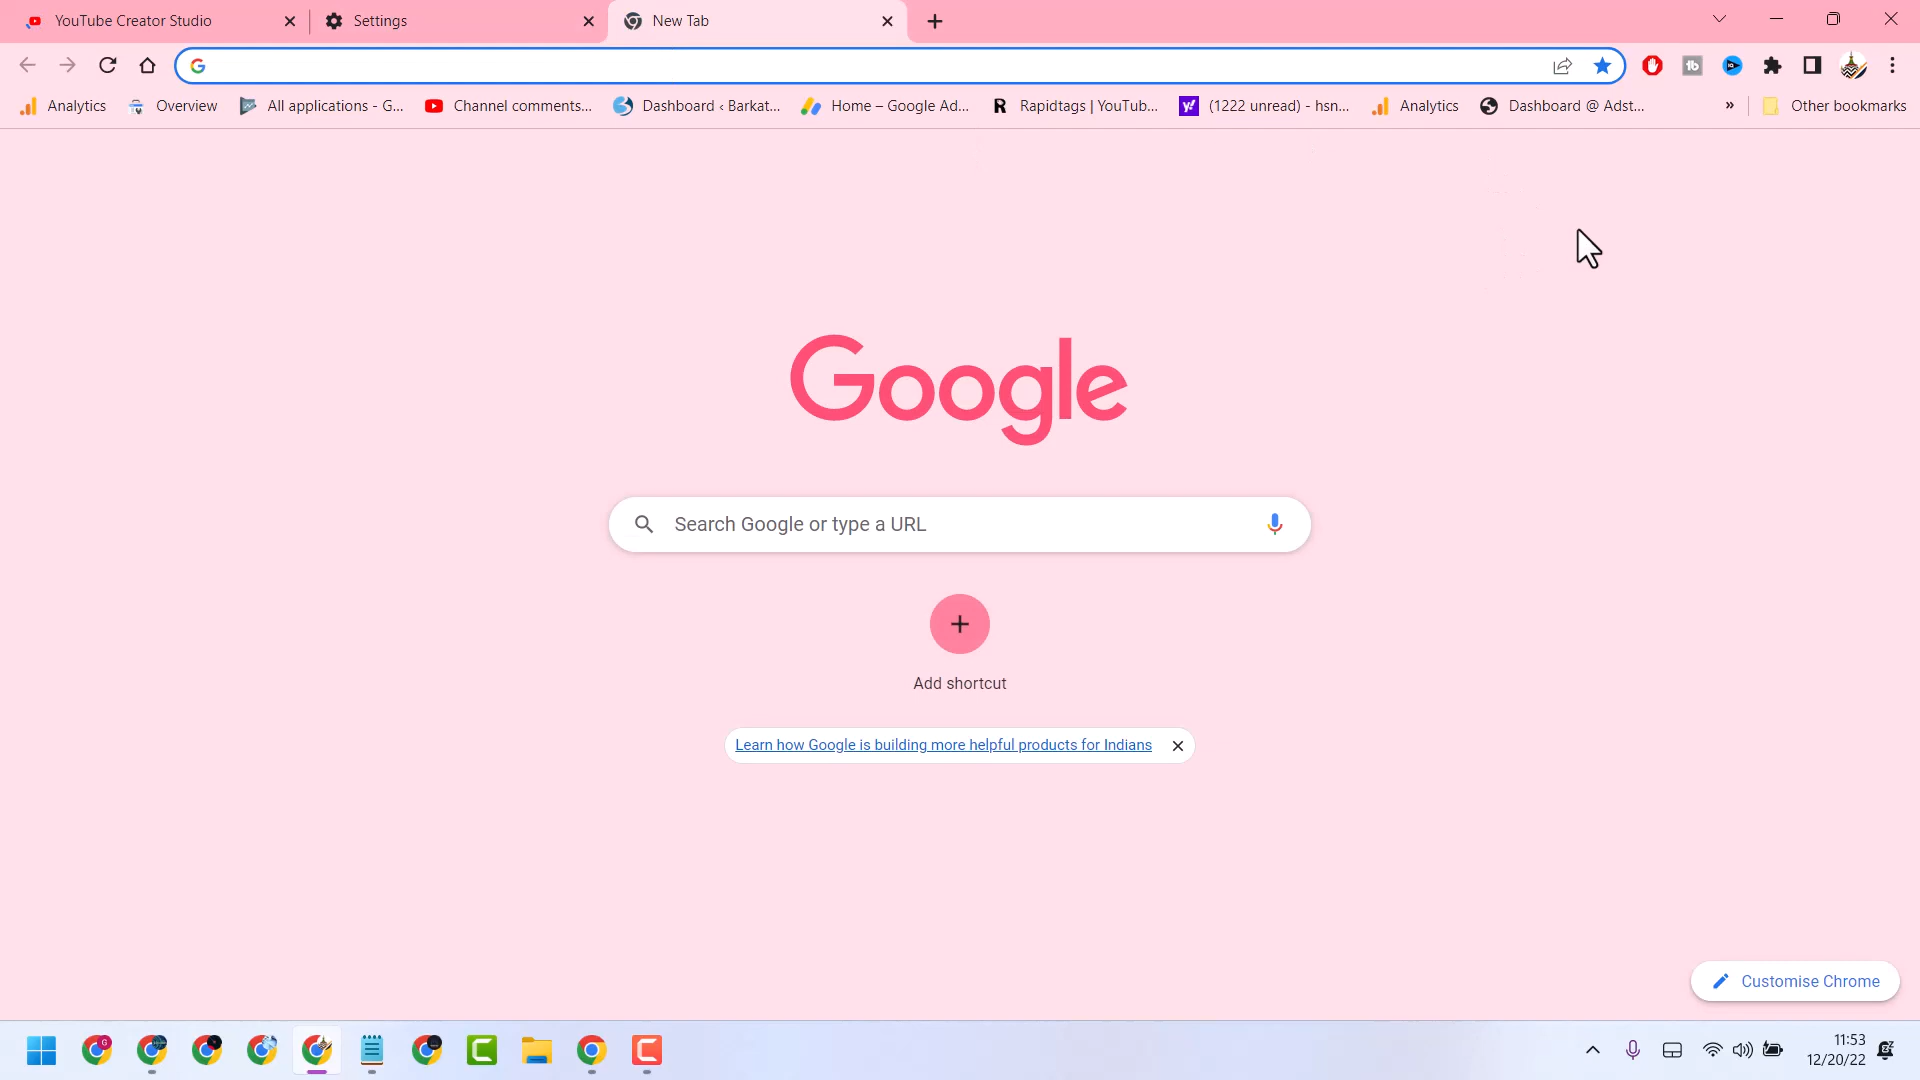 YouTube Creator Studio
Settings
New Tab
Analytics
Overview
All applications - G...
Channel comments...
Dashboard ‹ Barkat...
Home – Google Ad...
Rapidtags | YouTub...
(1222 unread) - hsn...
Analytics
Dashboard @ Adst...
»
Other bookmarks
Google
Search Google or type a URL
Add shortcut
Learn how Google is building more helpful products for Indians
Customise Chrome
11:53
12/20/22